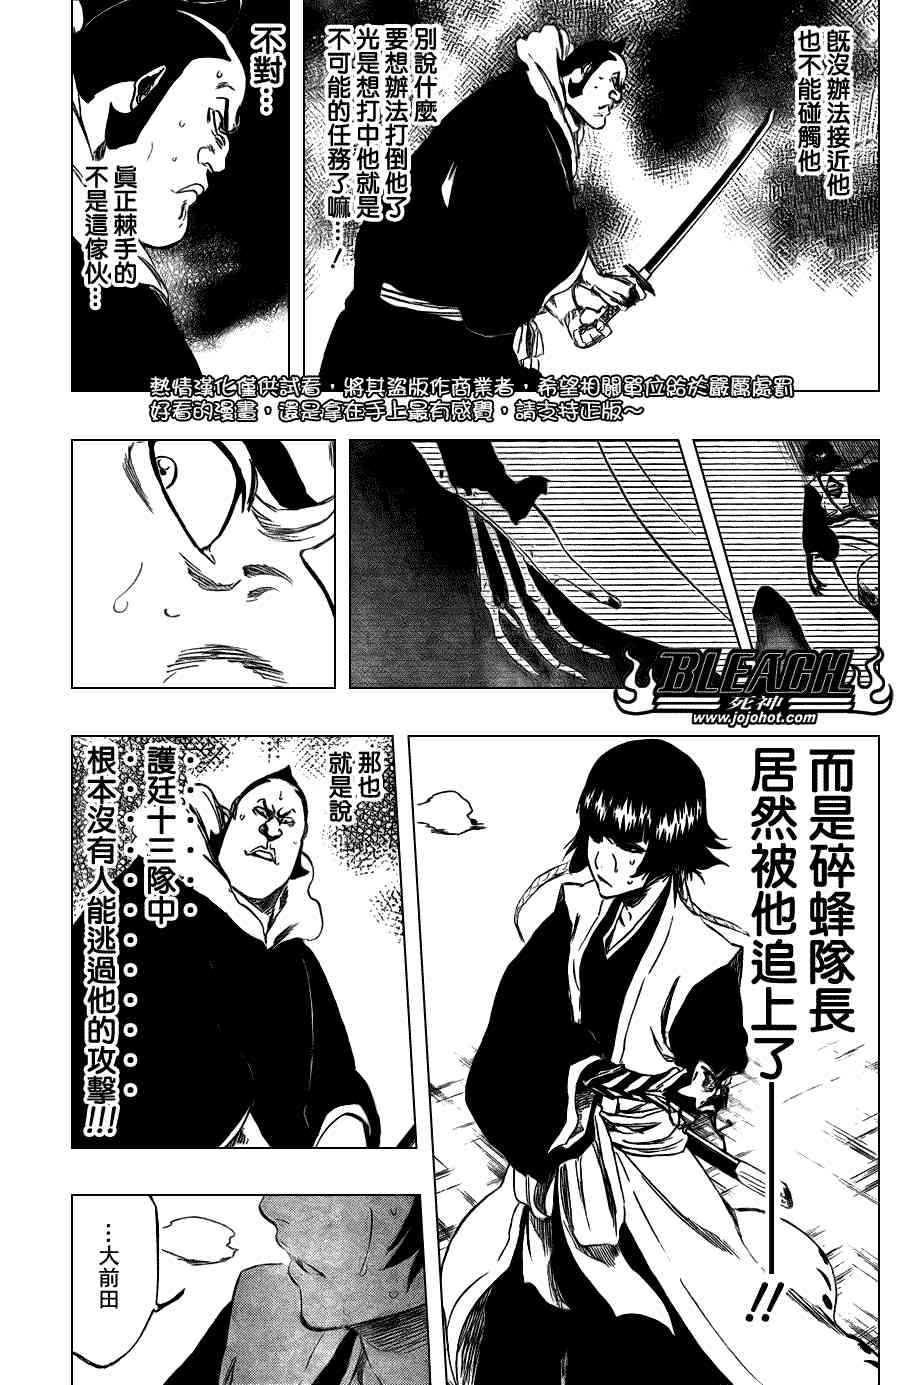 既沒辦法接近他
也不能碰觸他
別說什麼
要想辦法打倒他了
光是想打中他就是
不可能的任務了嘛…！
不對…
眞正棘手的
不是這傢伙…
熱情漢化僅供試看，將其盜版作商業者，希望相關單位給於嚴厲處罰
好看的漫畫，還是拿在手上最有感覺，請支持正版～
BLEACH
死神
www.jojohot.com
而是碎蜂隊長
居然被他追上了——!!
那也
就是說
護廷十三隊中
根本沒有人能逃過他的攻擊!!!
…大前田